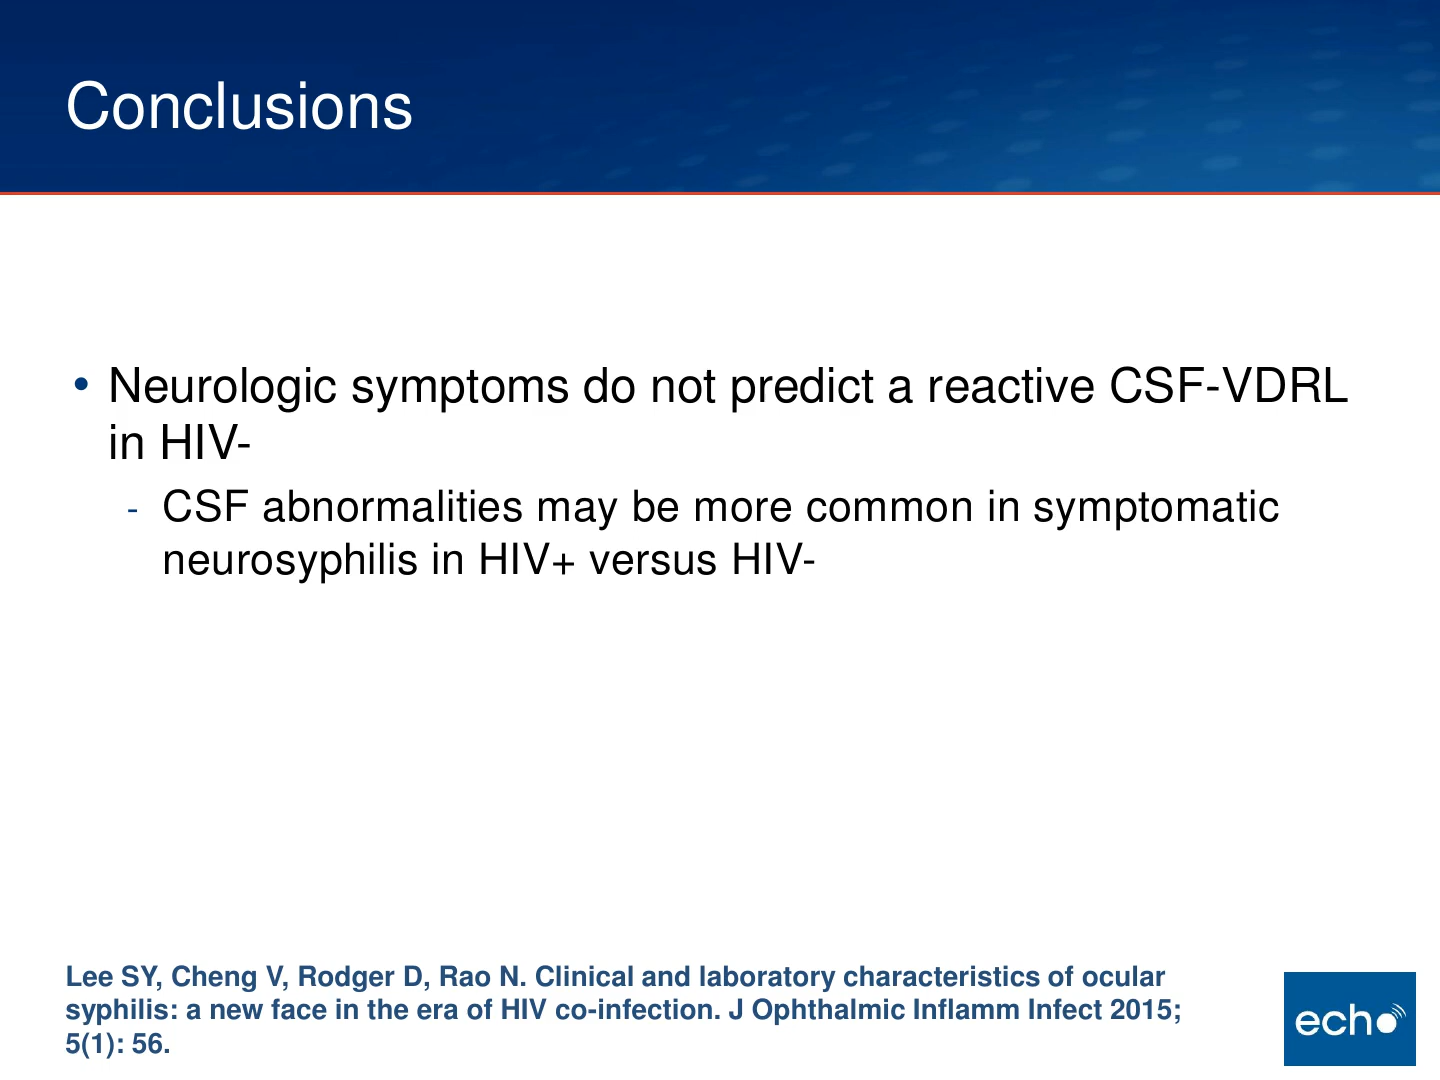 Conclusions
• Neurologic symptoms do not predict a reactive CSF-VDRL
in HIV-
- CSF abnormalities may be more common in symptomatic
neurosyphilis in HIV+ versus HIV-
Lee SY, Cheng V, Rodger D, Rao N. Clinical and laboratory characteristics of ocular
syphilis: a new face in the era of HIV co-infection. J Ophthalmic Inflamm Infect 2015;
5(1): 56.
echo